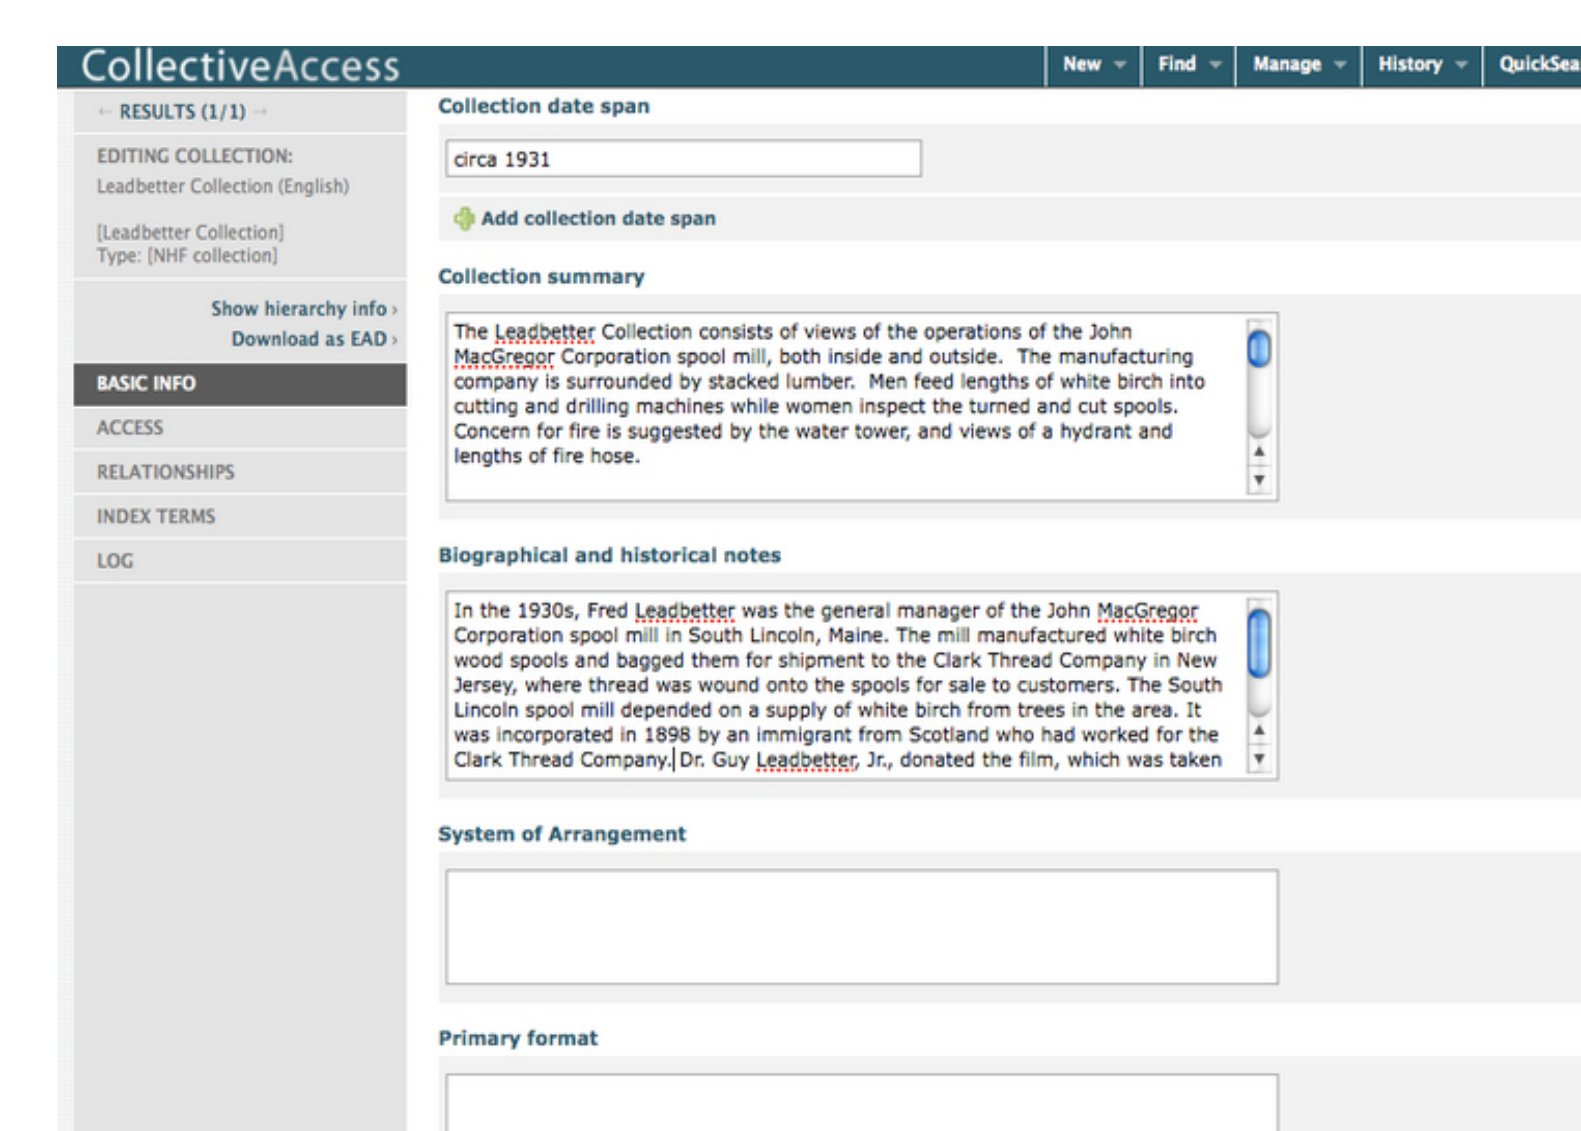 CollectiveAccess
New
Find
Manage
History
QuickSea
← RESULTS (1/1) →
EDITING COLLECTION:
Leadbetter Collection (English)
[Leadbetter Collection]
Type: [NHF collection]
Show hierarchy info ›
Download as EAD ›
BASIC INFO
ACCESS
RELATIONSHIPS
INDEX TERMS
LOG
Collection date span
circa 1931
Add collection date span
Collection summary
The Leadbetter Collection consists of views of the operations of the John
MacGregor Corporation spool mill, both inside and outside.  The manufacturing
company is surrounded by stacked lumber.  Men feed lengths of white birch into
cutting and drilling machines while women inspect the turned and cut spools.
Concern for fire is suggested by the water tower, and views of a hydrant and
lengths of fire hose.
Biographical and historical notes
In the 1930s, Fred Leadbetter was the general manager of the John MacGregor
Corporation spool mill in South Lincoln, Maine. The mill manufactured white birch
wood spools and bagged them for shipment to the Clark Thread Company in New
Jersey, where thread was wound onto the spools for sale to customers. The South
Lincoln spool mill depended on a supply of white birch from trees in the area. It
was incorporated in 1898 by an immigrant from Scotland who had worked for the
Clark Thread Company. Dr. Guy Leadbetter, Jr., donated the film, which was taken
System of Arrangement
Primary format